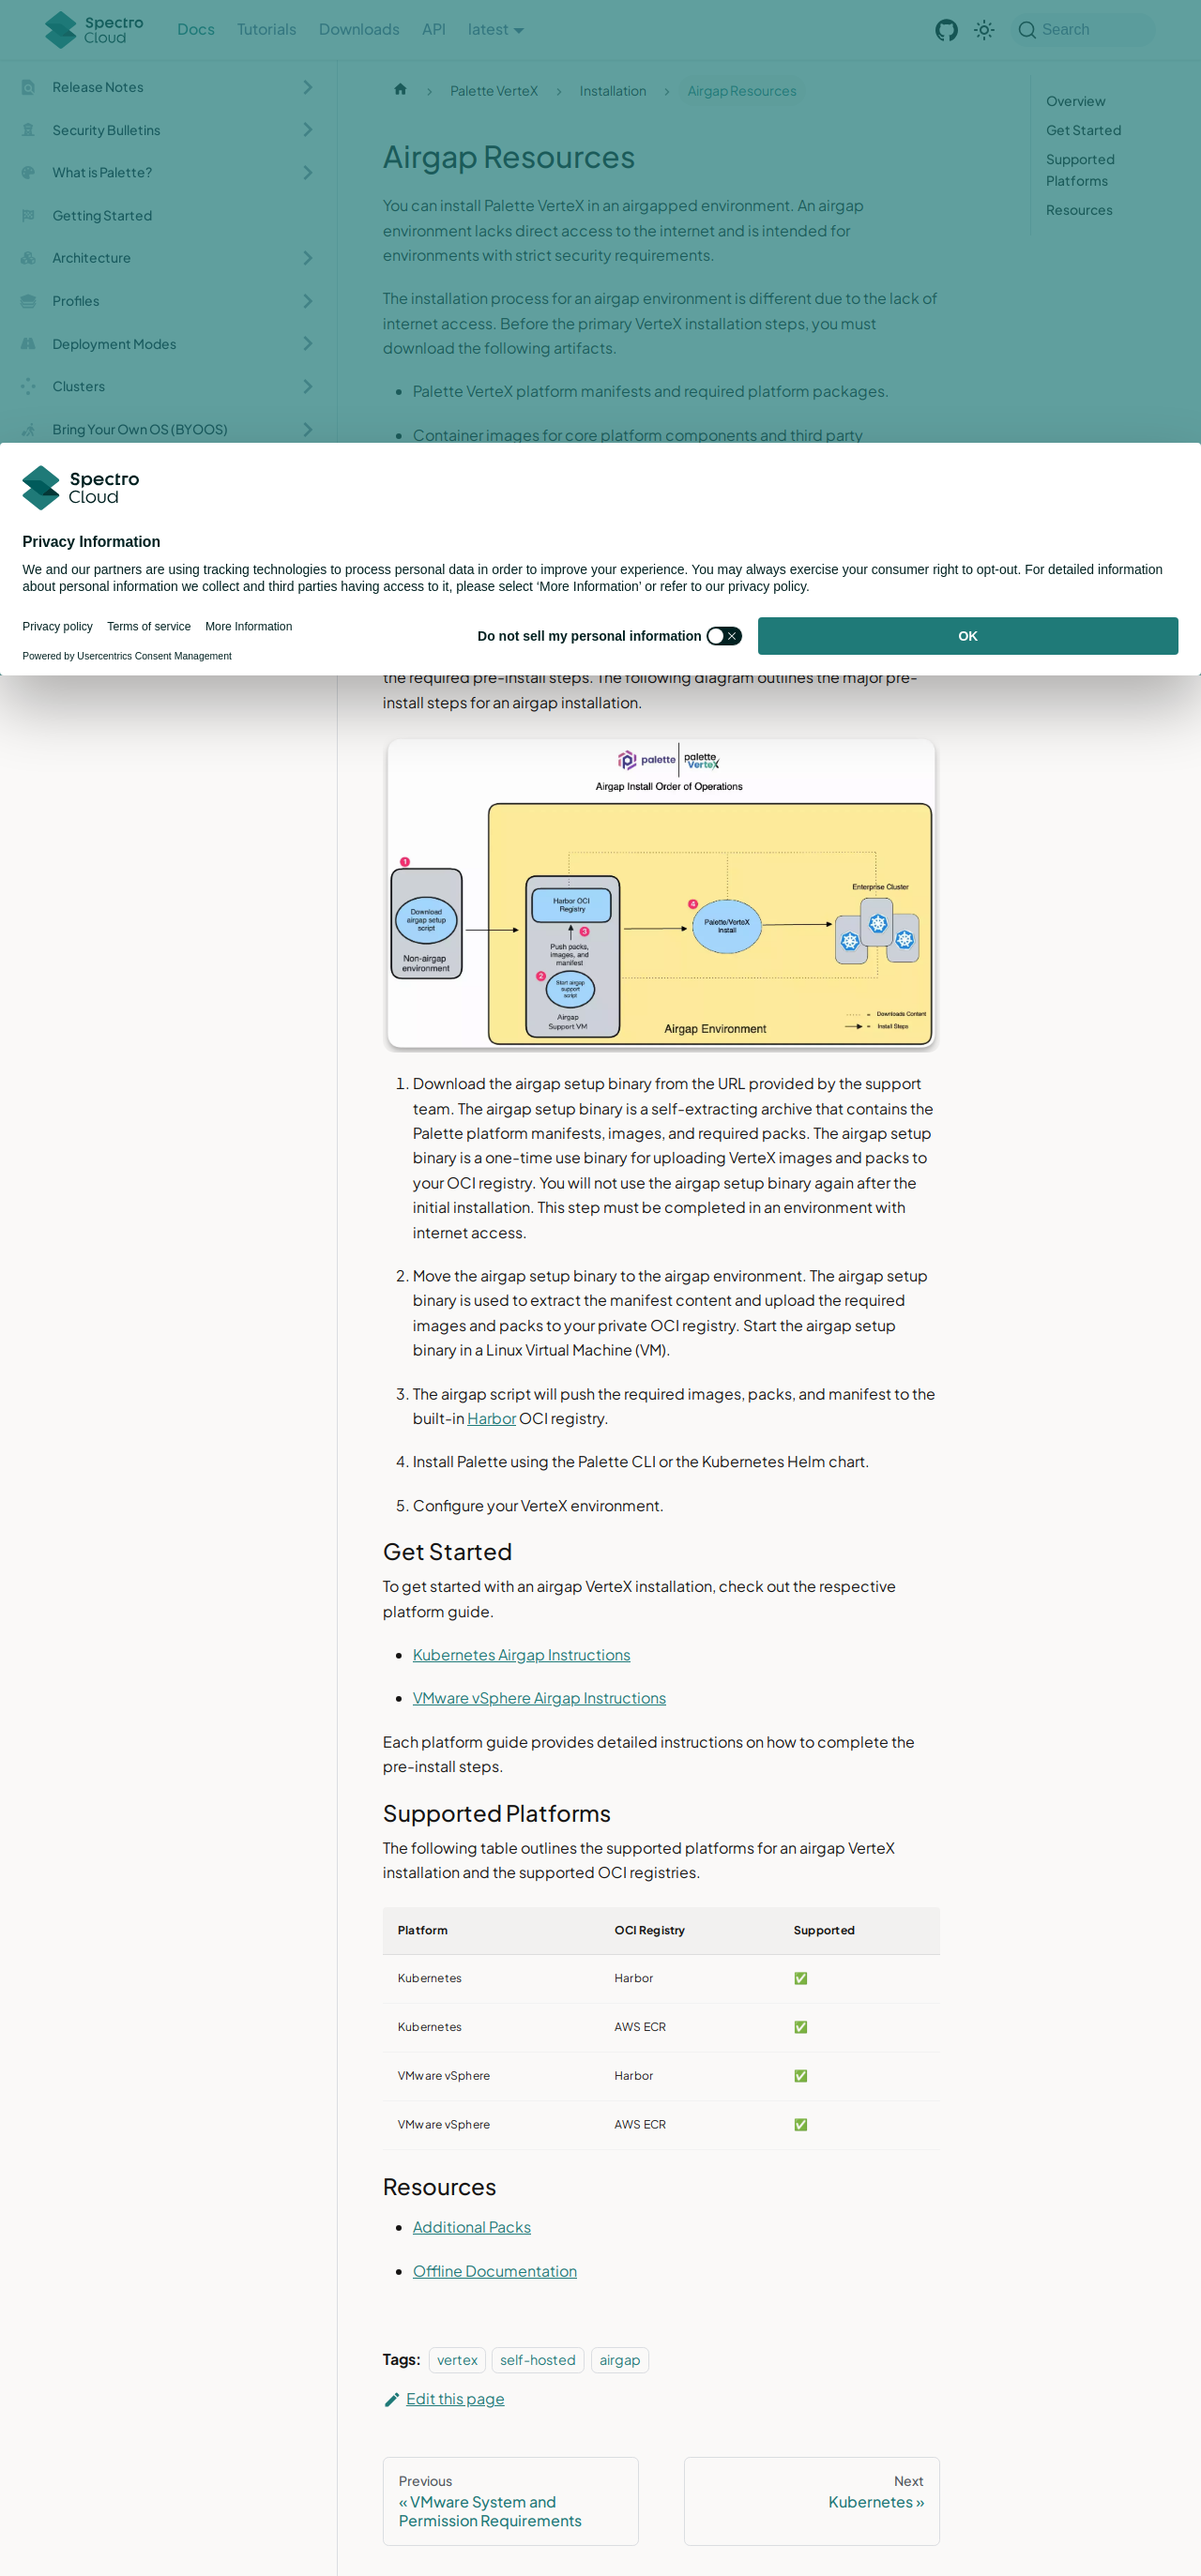 Spectro Cloud
Docs
Tutorials
Downloads
API
latest
Search
Release Notes
Security Bulletins
What is Palette?
Getting Started
Architecture
Profiles
Deployment Modes
Clusters
Bring Your Own OS (BYOOS)
Palette VerteX
Installation
Airgap Resources
Overview
Get Started
Supported
Platforms
Resources
Airgap Resources
You can install Palette VerteX in an airgapped environment. An airgap
environment lacks direct access to the internet and is intended for
environments with strict security requirements.
The installation process for an airgap environment is different due to the lack of
internet access. Before the primary VerteX installation steps, you must
download the following artifacts.
Palette VerteX platform manifests and required platform packages.
Container images for core platform components and third party
Spectro
Cloud
Privacy Information
We and our partners are using tracking technologies to process personal data in order to improve your experience. You may always exercise your consumer right to opt-out. For detailed information
about personal information we collect and third parties having access to it, please select ‘More Information’ or refer to our privacy policy.
Privacy policy
Terms of service
More Information
Do not sell my personal information
OK
Powered by Usercentrics Consent Management
the required pre-install steps. The following diagram outlines the major pre-
install steps for an airgap installation.
palette
palette
VerteX
Airgap Install Order of Operations
1
Download
airgap setup
script
Non-airgap
environment
Harbor OCI
Registry
3
Push packs,
images, and
manifest
2
Start airgap
support
script
Airgap
Support VM
4
Palette/VerteX
Install
Enterprise Cluster
= Downloads Content
= Install Steps
Airgap Environment
1. Download the airgap setup binary from the URL provided by the support
team. The airgap setup binary is a self-extracting archive that contains the
Palette platform manifests, images, and required packs. The airgap setup
binary is a one-time use binary for uploading VerteX images and packs to
your OCI registry. You will not use the airgap setup binary again after the
initial installation. This step must be completed in an environment with
internet access.
2. Move the airgap setup binary to the airgap environment. The airgap setup
binary is used to extract the manifest content and upload the required
images and packs to your private OCI registry. Start the airgap setup
binary in a Linux Virtual Machine (VM).
3. The airgap script will push the required images, packs, and manifest to the
built-in Harbor OCI registry.
4. Install Palette using the Palette CLI or the Kubernetes Helm chart.
5. Configure your VerteX environment.
Get Started
To get started with an airgap VerteX installation, check out the respective
platform guide.
Kubernetes Airgap Instructions
VMware vSphere Airgap Instructions
Each platform guide provides detailed instructions on how to complete the
pre-install steps.
Supported Platforms
The following table outlines the supported platforms for an airgap VerteX
installation and the supported OCI registries.
Platform OCI Registry Supported
Kubernetes Harbor ✅
Kubernetes AWS ECR ✅
VMware vSphere Harbor ✅
VMware vSphere AWS ECR ✅
Resources
Additional Packs
Offline Documentation
Tags: vertex self-hosted airgap
Edit this page
Previous
« VMware System and
Permission Requirements
Next
Kubernetes »